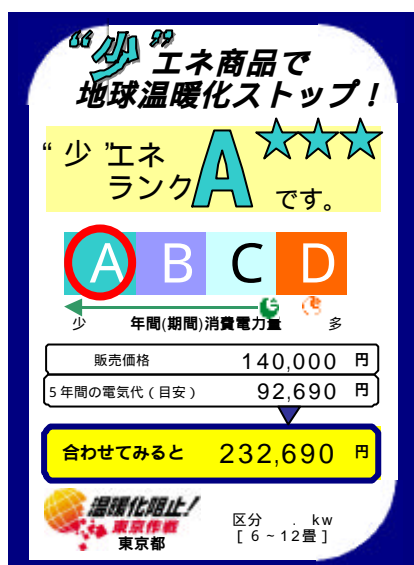 “少”エネ商品で
地球温暖化ストップ！
“少”エネ
ランク
A★★★
です。
A B C D
少 年間(期間)消費電力量 多
販売価格 140,000 円
5年間の電気代（目安） 92,690 円
合わせてみると 232,690 円
温暖化阻止！
東京作戦
東京都
区分 . kw
[ 6~12畳 ]